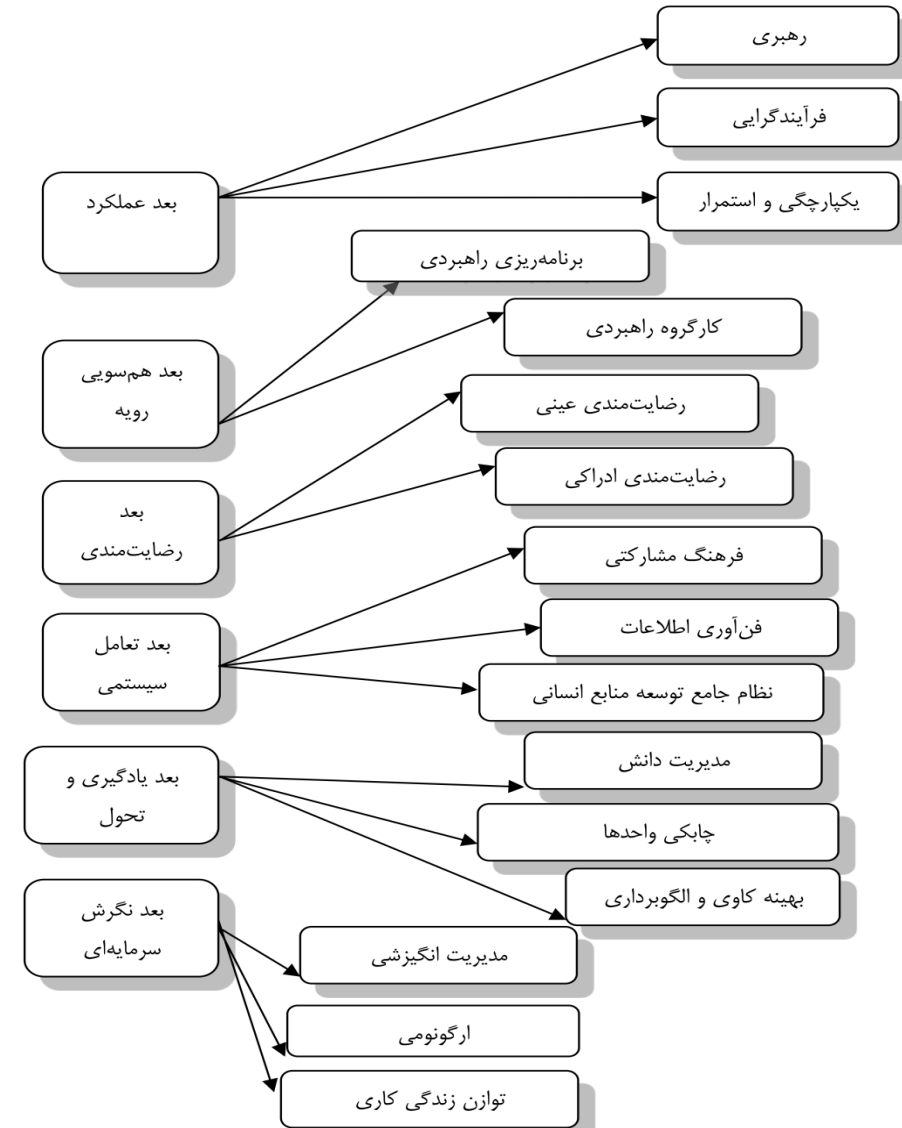 رهبری
فرآیندگرایی
یکپارچگی و استمرار
بعد عملکرد
برنامه‌ریزی راهبردی
کارگروه راهبردی
بعد هم‌سویی
رویه
رضایت‌مندی عینی
رضایت‌مندی ادراکی
بعد
رضایت‌مندی
فرهنگ مشارکتی
فن‌آوری اطلاعات
نظام جامع توسعه منابع انسانی
بعد تعامل
سیستمی
مدیریت دانش
چابکی واحدها
بهینه کاوی و الگوبرداری
بعد یادگیری و
تحول
بعد نگرش
سرمایه‌ای
مدیریت انگیزشی
ارگونومی
توازن زندگی کاری